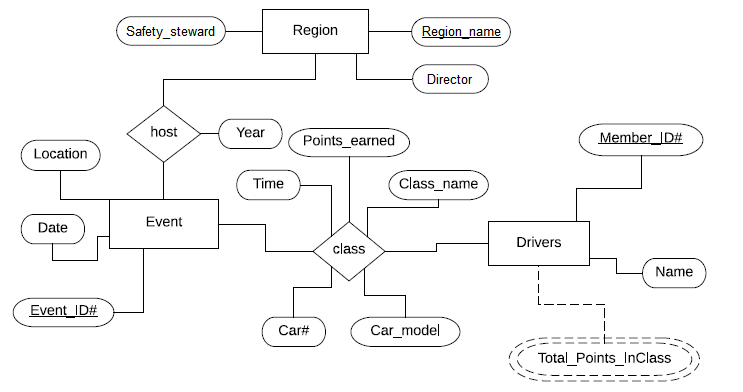 Safety_steward
Region
Region_name
Director
host
Year
Points_earned
Member_ID#
Location
Time
Class_name
Date
Event
class
Drivers
Name
Event_ID#
Car#
Car_model
Total_Points_InClass